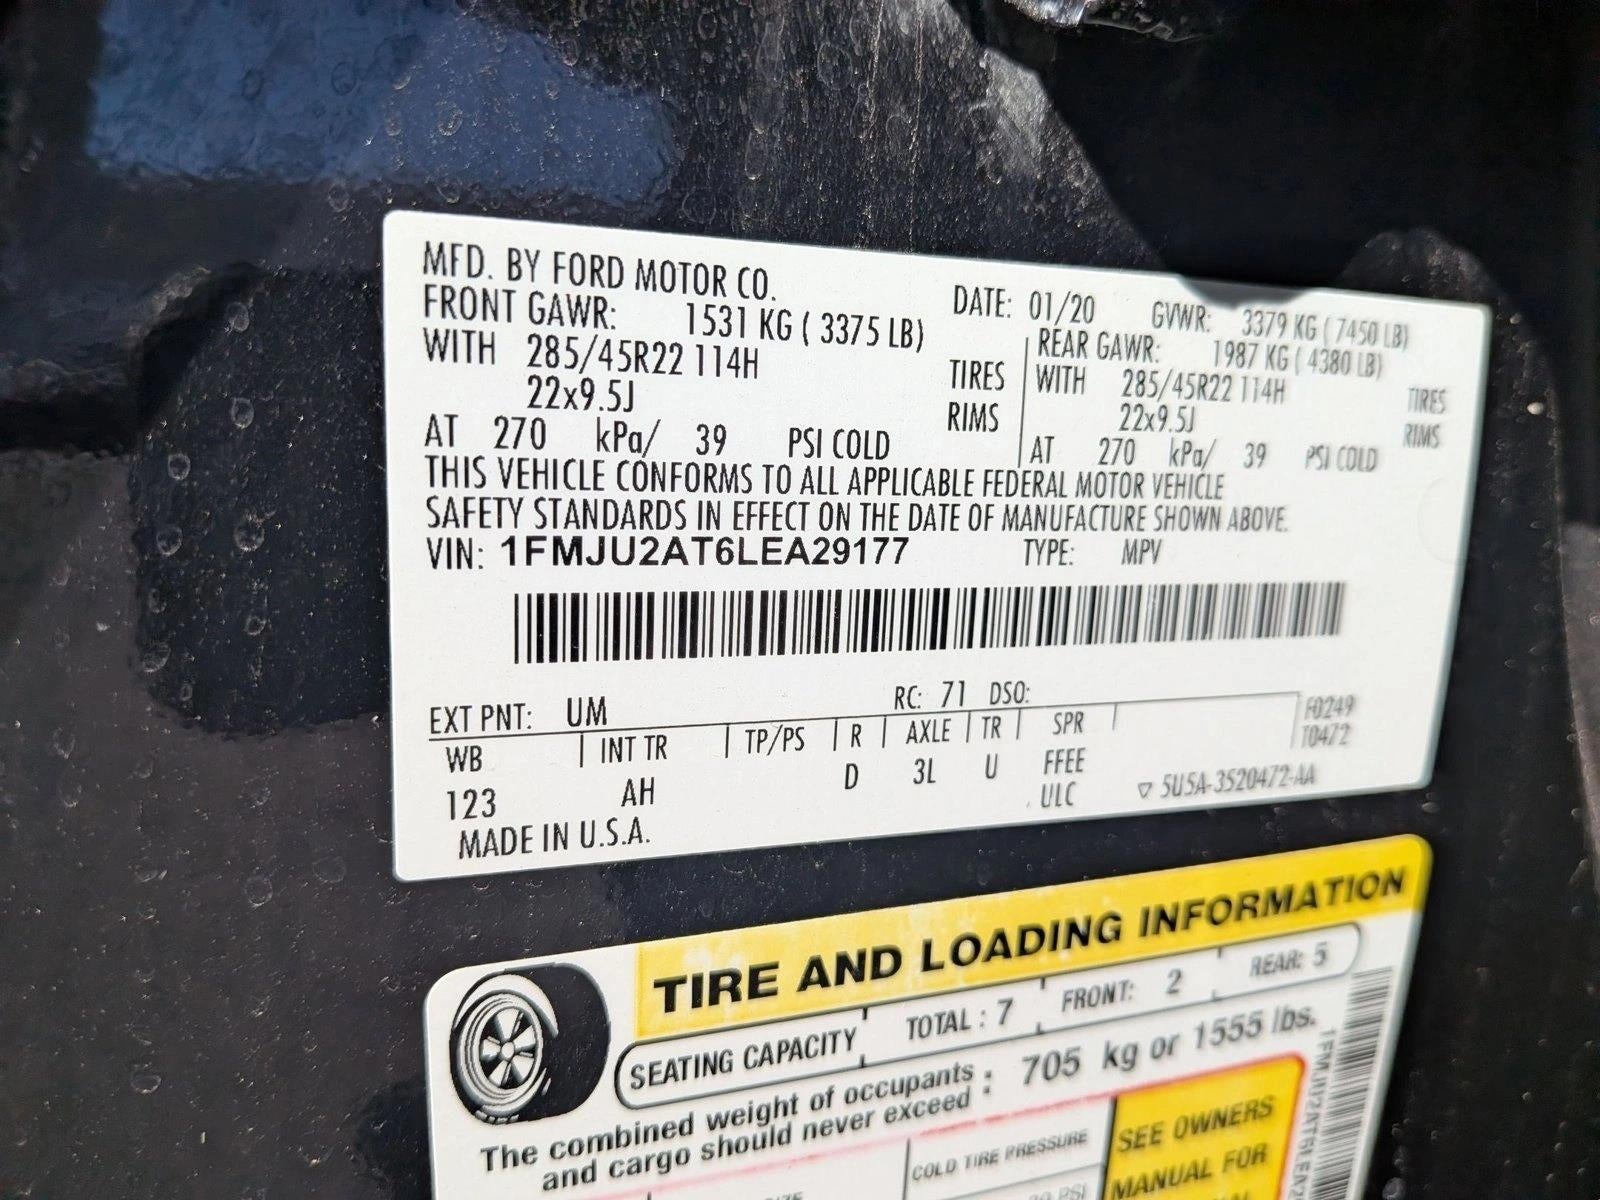 MFD. BY FORD MOTOR CO.
DATE: 01/20 GVWR: 3379 KG ( 7450 LB)
FRONT GAWR: 1531 KG ( 3375 LB)
REAR GAWR: 1987 KG ( 4380 LB)
WITH 285/45R22 114H TIRES
WITH 285/45R22 114H TIRES
22x9.5J RIMS
22x9.5J RIMS
AT 270 kPa/ 39 PSI COLD
AT 270 kPa/ 39 PSI COLD
THIS VEHICLE CONFORMS TO ALL APPLICABLE FEDERAL MOTOR VEHICLE
SAFETY STANDARDS IN EFFECT ON THE DATE OF MANUFACTURE SHOWN ABOVE.
VIN: 1FMJU2AT6LEA29177 TYPE: MPV
EXT PNT: UM RC: 71 DSO:
F0249
T0472
WB INT TR TP/PS R AXLE TR SPR
123 AH D 3L U FFEE
ULC
▽ 5U5A-3520472-AA
MADE IN U.S.A.
TIRE AND LOADING INFORMATION
SEATING CAPACITY TOTAL : 7 FRONT: 2 REAR: 5
The combined weight of occupants
and cargo should never exceed : 705 kg or 1555 lbs.
COLD TIRE PRESSURE
SEE OWNERS
MANUAL FOR
PSI